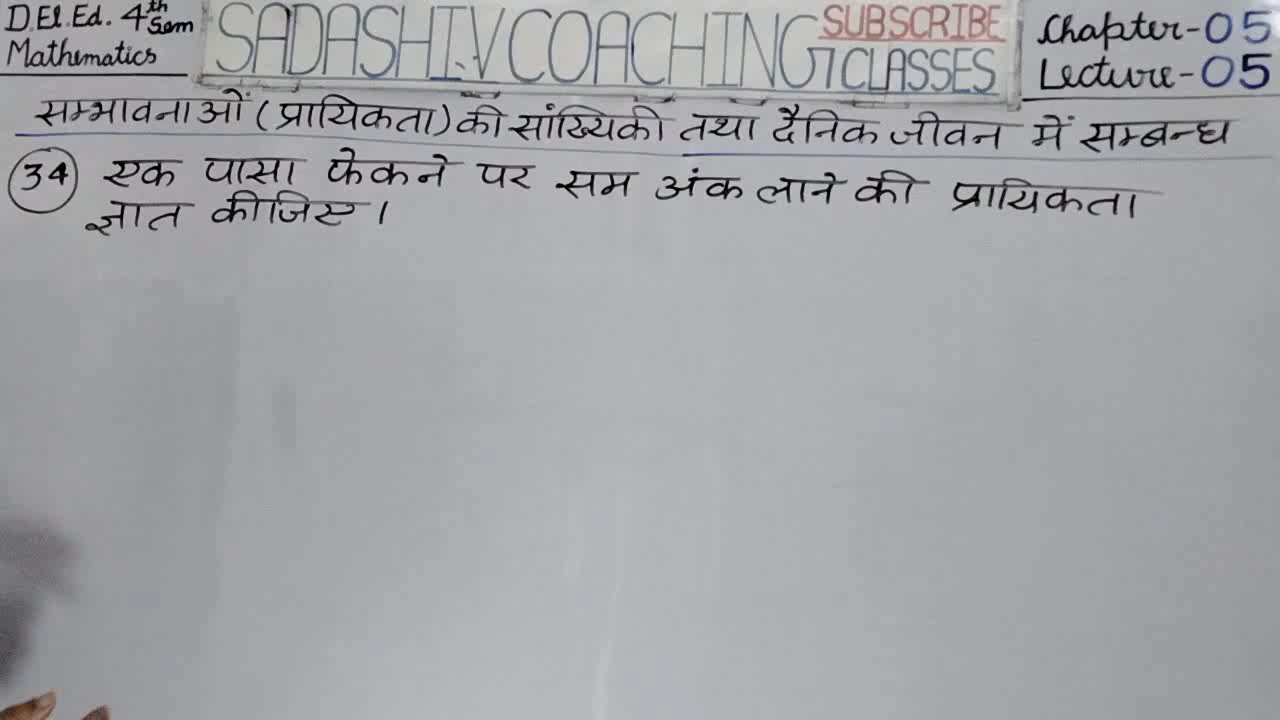 D.El.Ed. 4th Sem
Mathematics
SADASHIV COACHING CLASSES
SUBSCRIBE
Chapter-05
Lecture-05
सम्भावनाओं (प्रायिकता) की सांख्यिकी तथा दैनिक जीवन में सम्बन्ध
34 एक पासा फेकने पर सम अंक लाने की प्रायिकता
ज्ञात कीजिए।